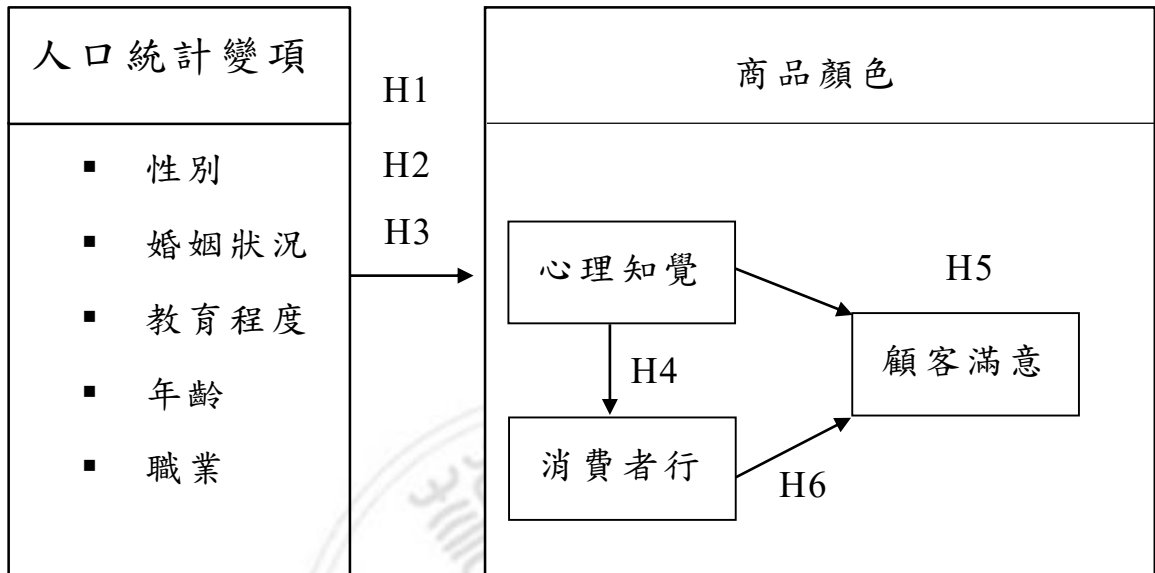 人口統計變項
▪ 性別
▪ 婚姻狀況
▪ 教育程度
▪ 年齡
▪ 職業
H1
H2
H3
商品顏色
心理知覺
H5
H4
顧客滿意
消費者行
H6